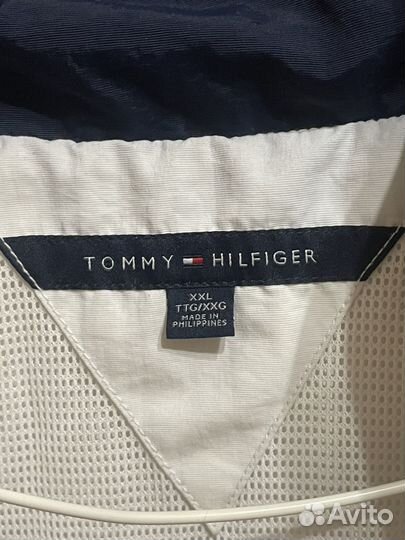 TOMMY HILFIGER
XXL
TTG/XXG
MADE IN
PHILIPPINES
Avito